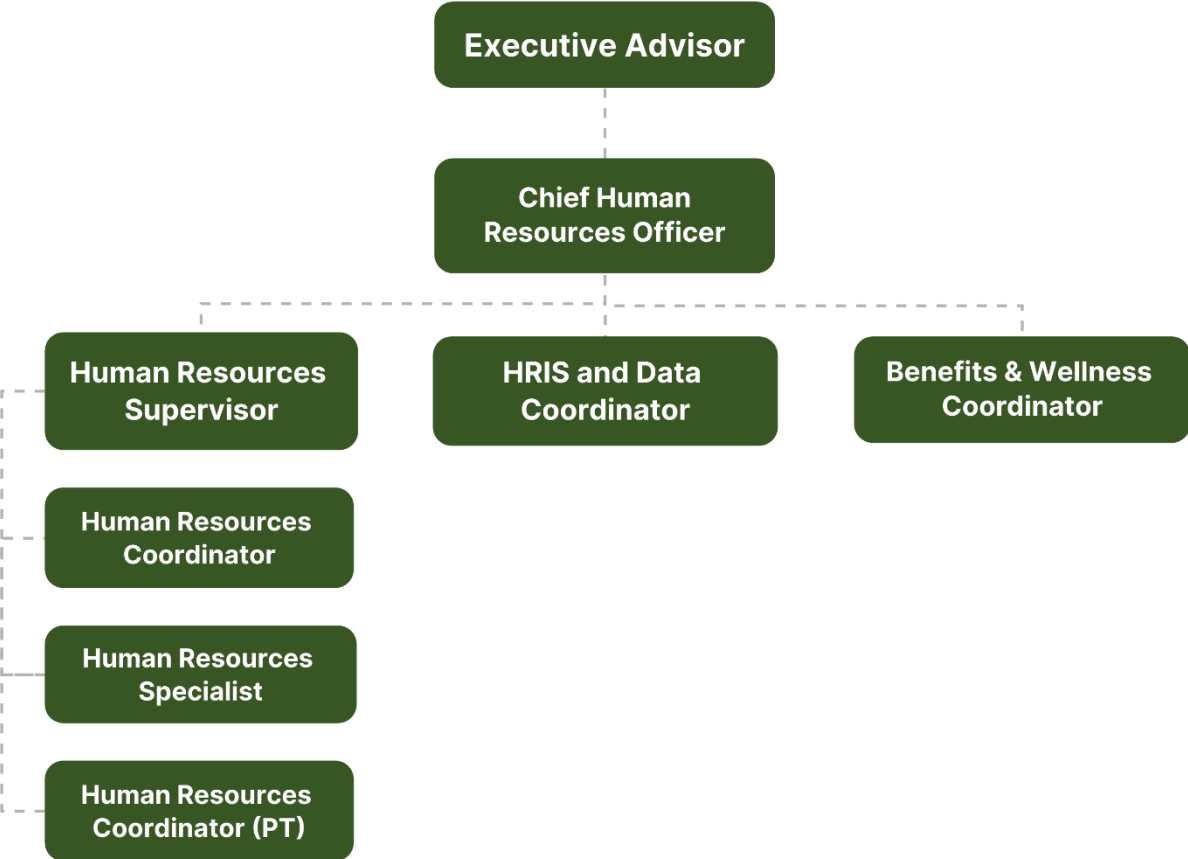 Executive Advisor
Chief Human
Resources Officer
Human Resources
Supervisor
HRIS and Data
Coordinator
Benefits & Wellness
Coordinator
Human Resources
Coordinator
Human Resources
Specialist
Human Resources
Coordinator (PT)